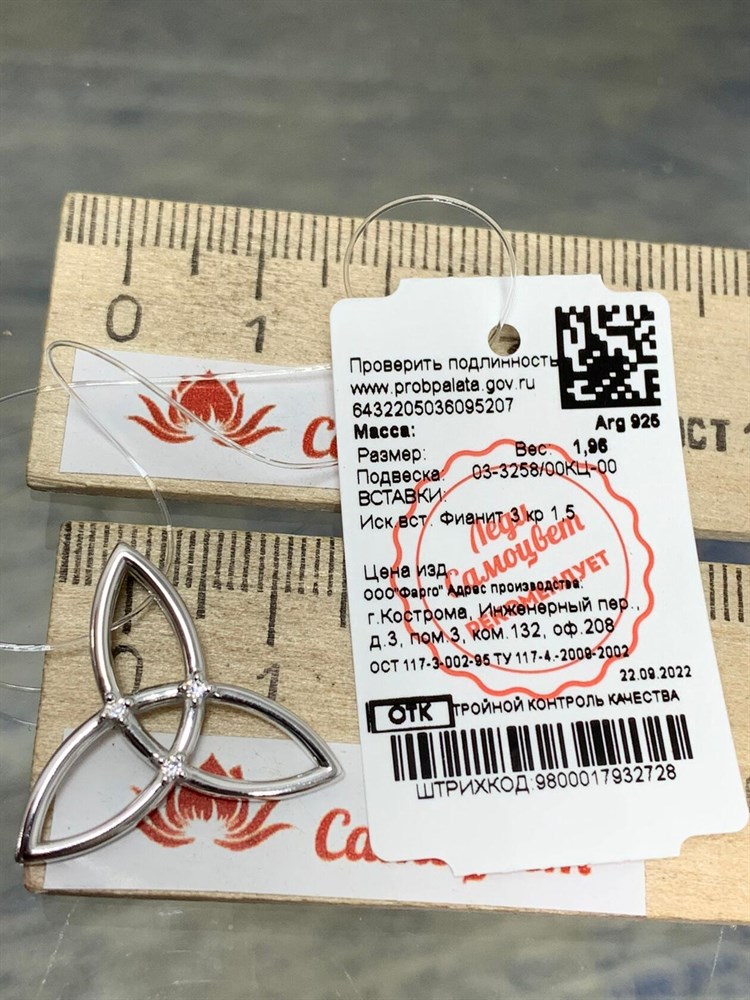 0
1
Проверить подлинность
www.probpalata.gov.ru
6432205036095207
Масса: Arg 925
Размер: Вес: 1,96
Подвеска: 03-3258/00КЦ-00
ВСТАВКИ:
Иск.вст. Фианит 3 кр 1,5
Леди
Самоцвет
РЕКОМЕНДУЕТ
Цена изд.
ООО"Фарго" Адрес производства:
г.Кострома, Инженерный пер.,
д.3, пом.3, ком.132, оф.208
ОСТ 117-3-002-95 ТУ 117-4.-2009-2002
22.09.2022
ОТК ТРОЙНОЙ КОНТРОЛЬ КАЧЕСТВА
ШТРИХКОД:9800017932728
ОСТ 1
0
1